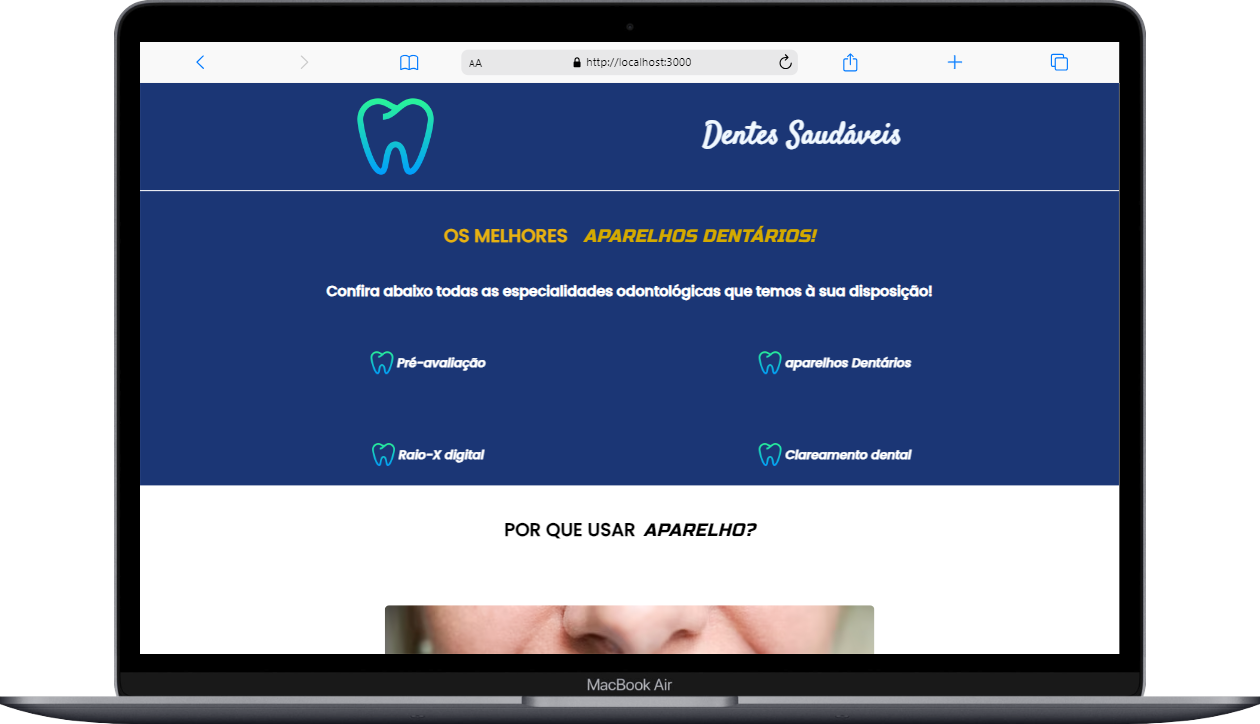 AA
http://localhost:3000
Dentes Saudáveis
OS MELHORES APARELHOS DENTÁRIOS!
Confira abaixo todas as especialidades odontológicas que temos à sua disposição!
Pré-avaliação
aparelhos Dentários
Raio-X digital
Clareamento dental
POR QUE USAR APARELHO?
MacBook Air